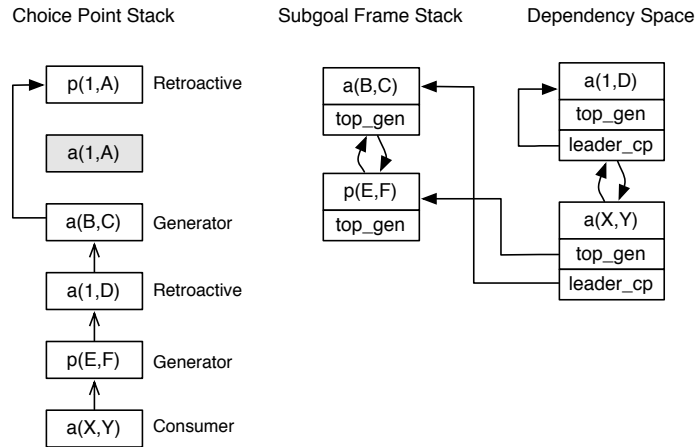 Choice Point Stack
Subgoal Frame Stack
Dependency Space
p(1,A)
Retroactive
a(1,A)
a(B,C)
Generator
a(1,D)
Retroactive
p(E,F)
Generator
a(X,Y)
Consumer
a(B,C)
top_gen
p(E,F)
top_gen
a(1,D)
top_gen
leader_cp
a(X,Y)
top_gen
leader_cp